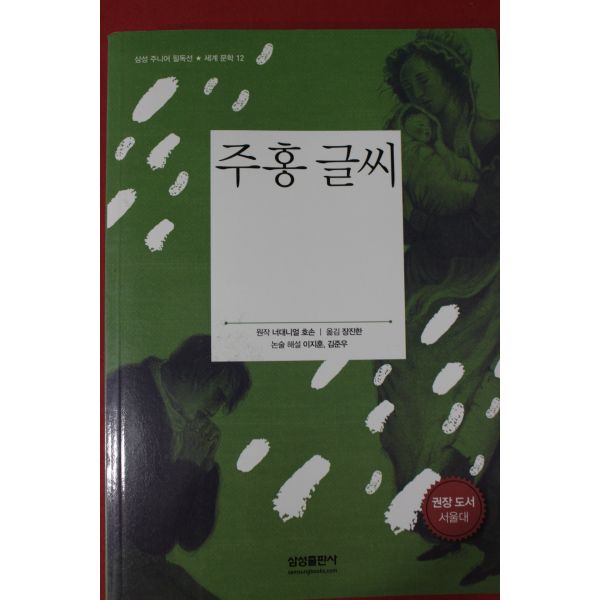 삼성 주니어 필독선 ★ 세계 문학 12
주홍 글씨
원작 너대니얼 호손 | 옮김 장진한
논술 해설 이지훈, 김준우
권장 도서
서울대
삼성출판사
samsungbooks.com